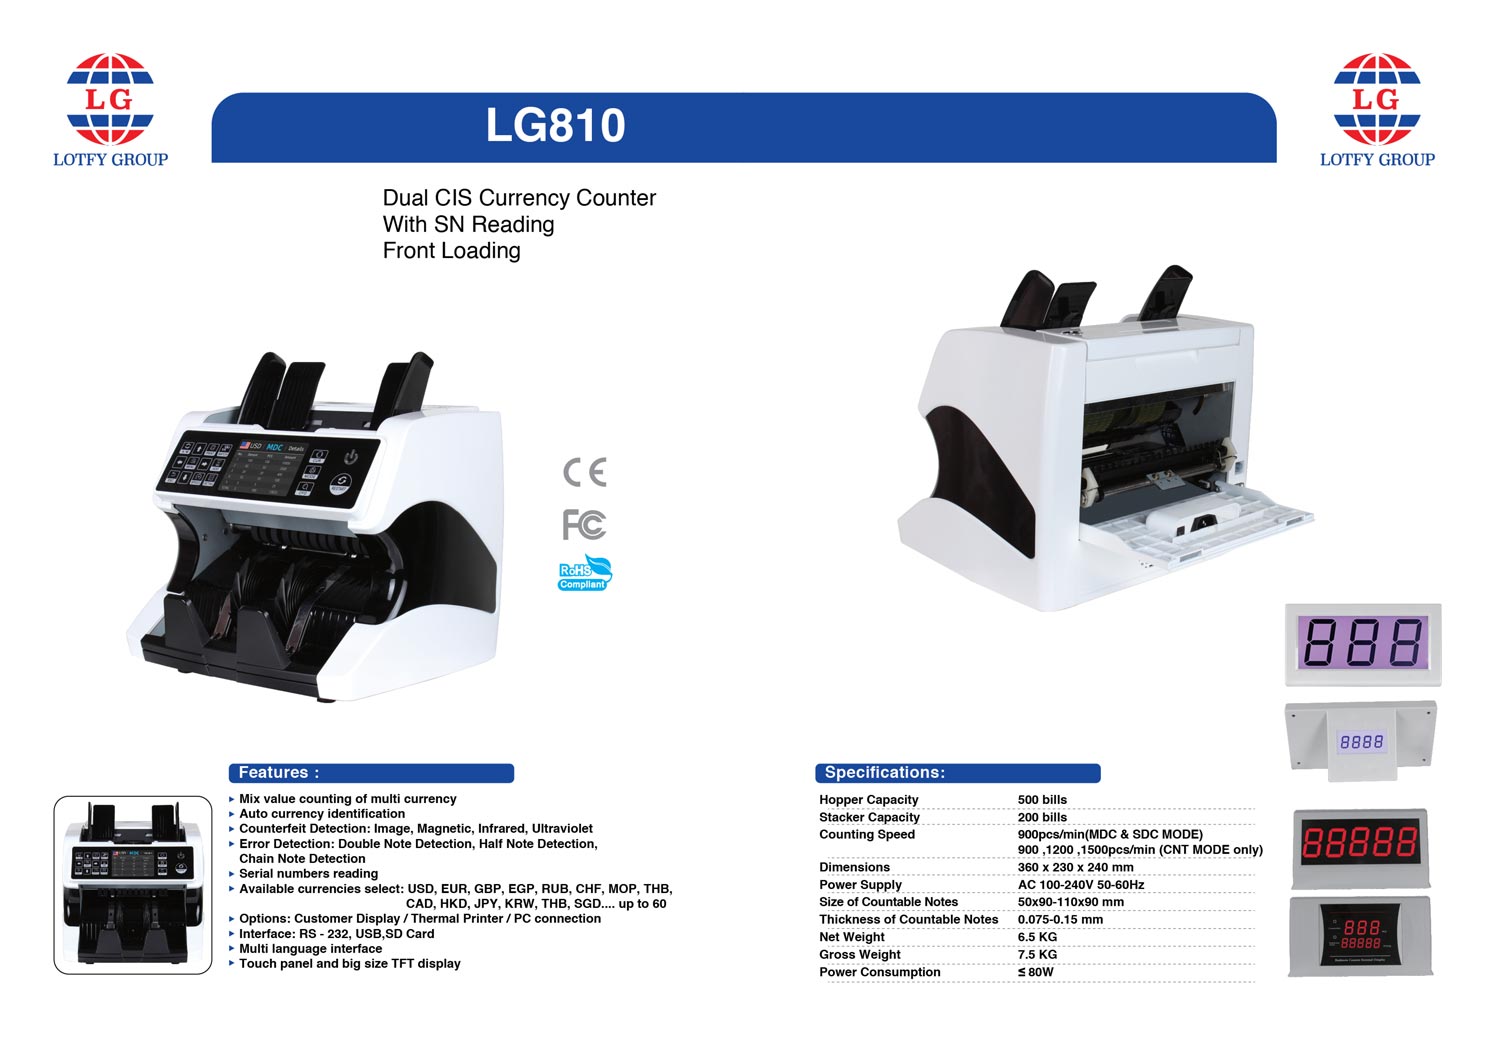 LG
LOTFY GROUP
LG810
LG
LOTFY GROUP
Dual CIS Currency Counter
With SN Reading
Front Loading
USD MDC Details
RESTART
CE
FC
RoHS
Compliant
888
8888
88888
888
88888
Features :
Mix value counting of multi currency
Auto currency identification
Counterfeit Detection: Image, Magnetic, Infrared, Ultraviolet
Error Detection: Double Note Detection, Half Note Detection,
Chain Note Detection
Serial numbers reading
Available currencies select: USD, EUR, GBP, EGP, RUB, CHF, MOP, THB,
CAD, HKD, JPY, KRW, THB, SGD.... up to 60
Options: Customer Display / Thermal Printer / PC connection
Interface: RS - 232, USB,SD Card
Multi language interface
Touch panel and big size TFT display
Specifications:
Hopper Capacity 500 bills
Stacker Capacity 200 bills
Counting Speed 900pcs/min(MDC & SDC MODE)
900 ,1200 ,1500pcs/min (CNT MODE only)
Dimensions 360 x 230 x 240 mm
Power Supply AC 100-240V 50-60Hz
Size of Countable Notes 50x90-110x90 mm
Thickness of Countable Notes 0.075-0.15 mm
Net Weight 6.5 KG
Gross Weight 7.5 KG
Power Consumption ≤ 80W